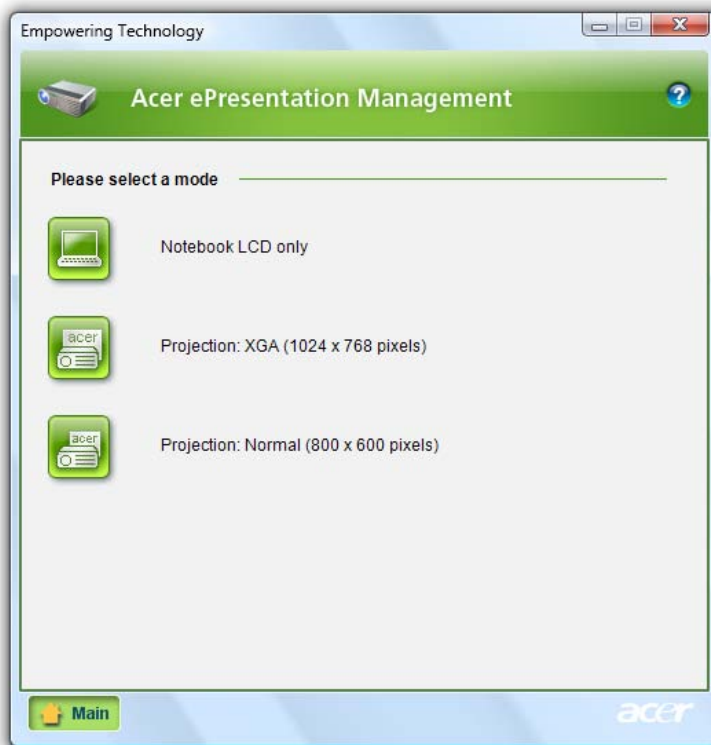 Empowering Technology
Acer ePresentation Management
?
Please select a mode
Notebook LCD only
acer
Projection: XGA (1024 x 768 pixels)
acer
Projection: Normal (800 x 600 pixels)
Main
acer